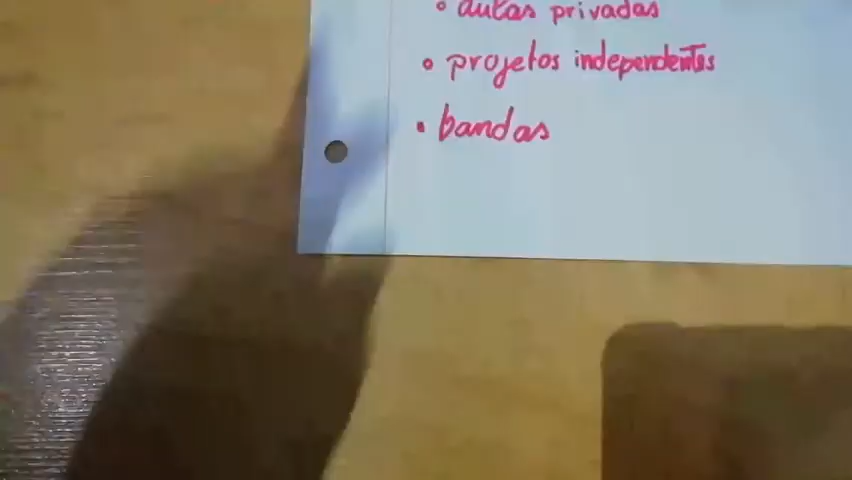 • aulas privadas
• projetos independentes
• bandas